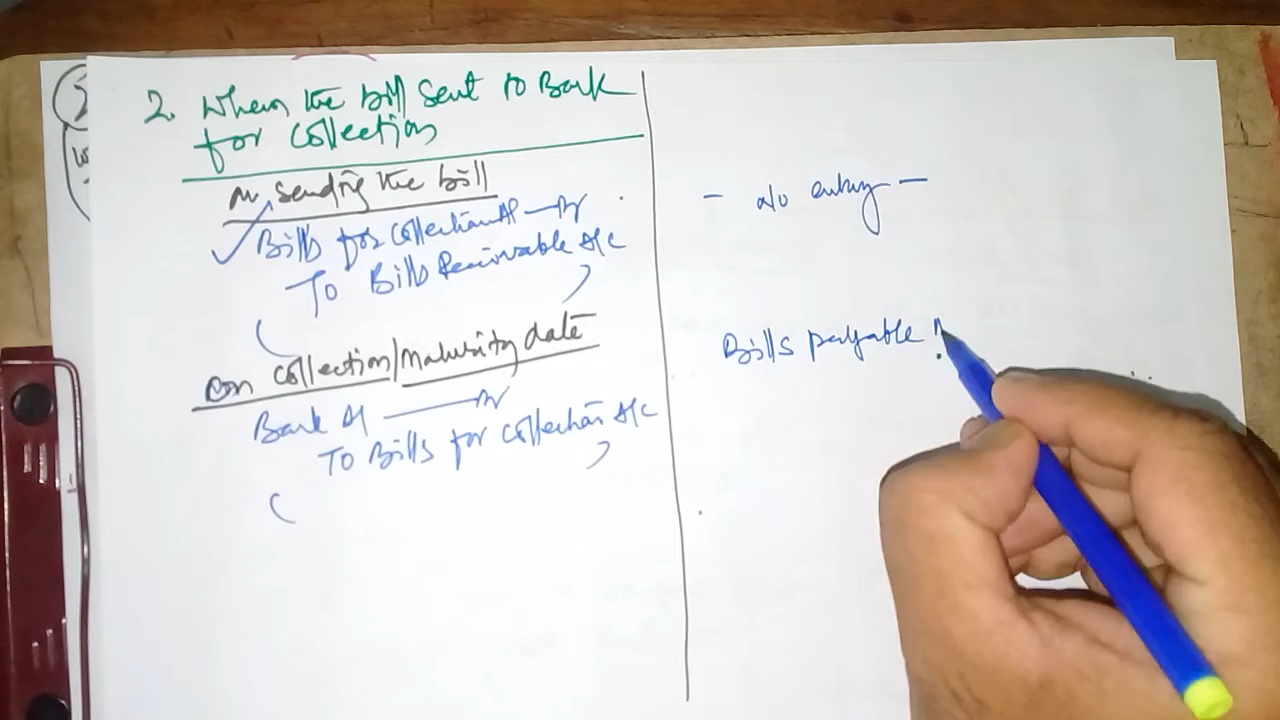 2. When the bill sent to Bank
for collection
on sending the bill
Bills for collection A/c Dr
To Bills Receivable A/c
( )
On collection/Maturity date
Bank A/c Dr
To Bills for collection A/c
( )
- No entry -
Bills payable A